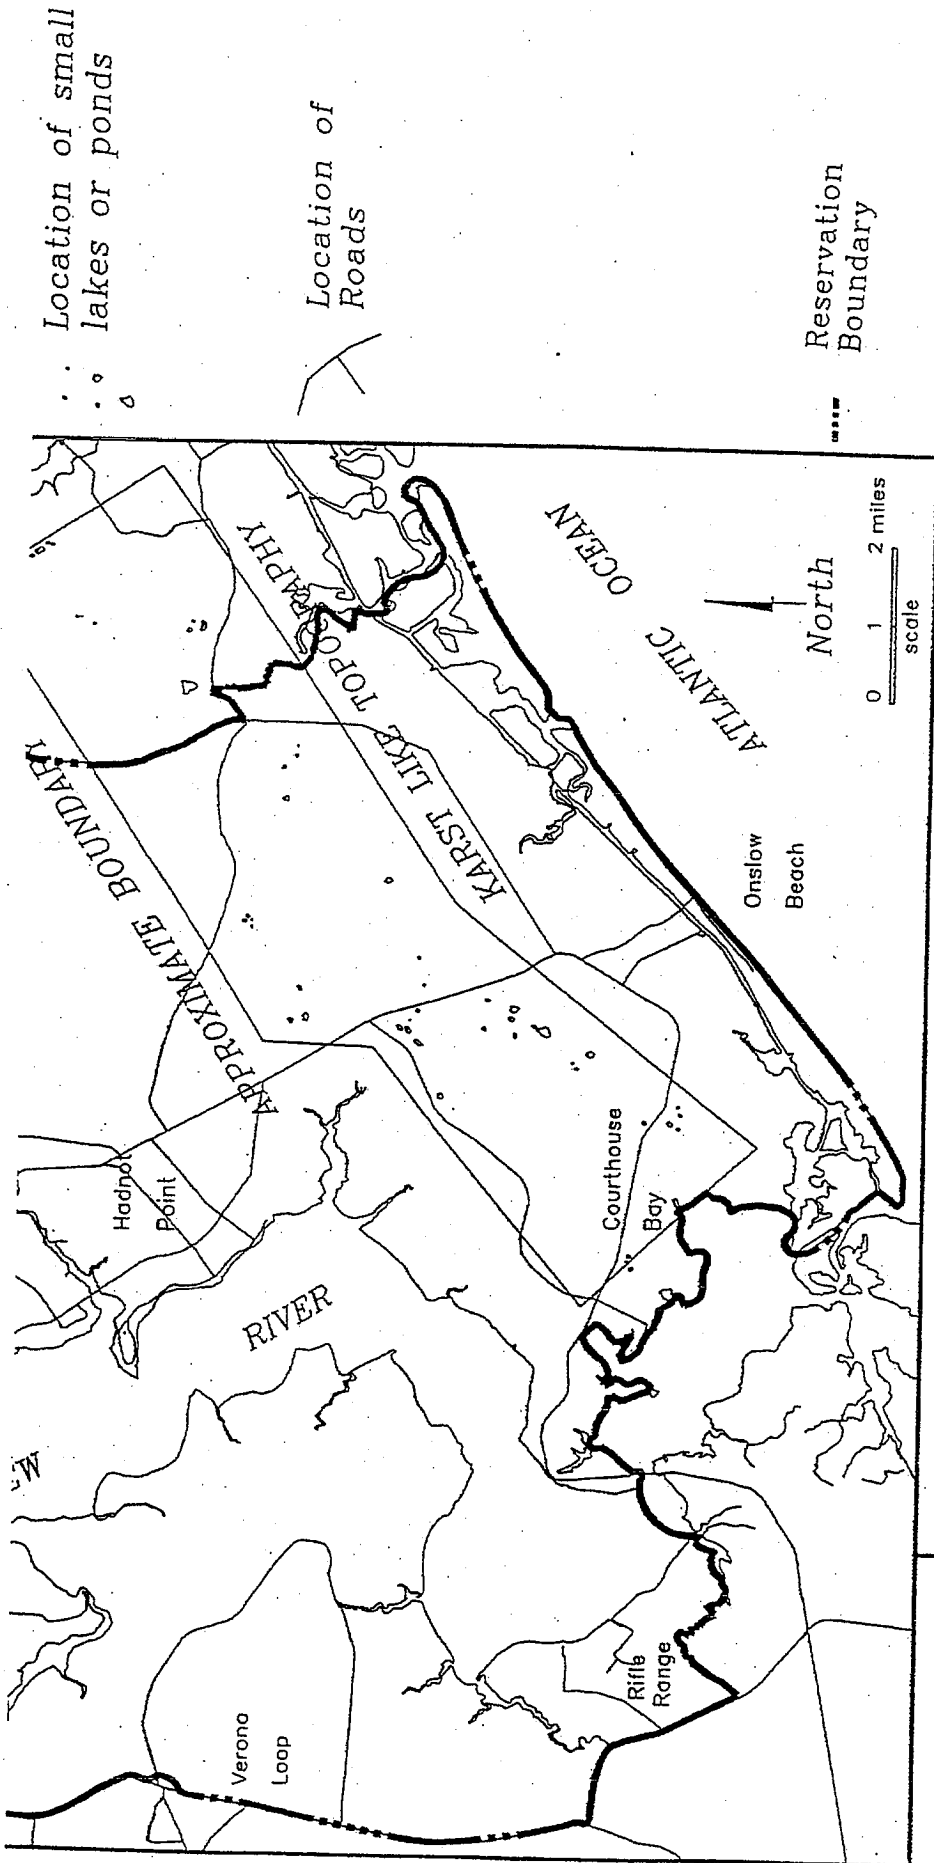 Location of small
lakes or ponds
Location of
Roads
Reservation
Boundary
APPROXIMATE BOUNDARY
KARST LIKE TOPOGRAPHY
ATLANTIC OCEAN
North
0 1 2 miles
scale
Onslow
Beach
Courthouse
Bay
Hadnot
Point
RIVER
EW
Verona
Loop
Rifle
Range